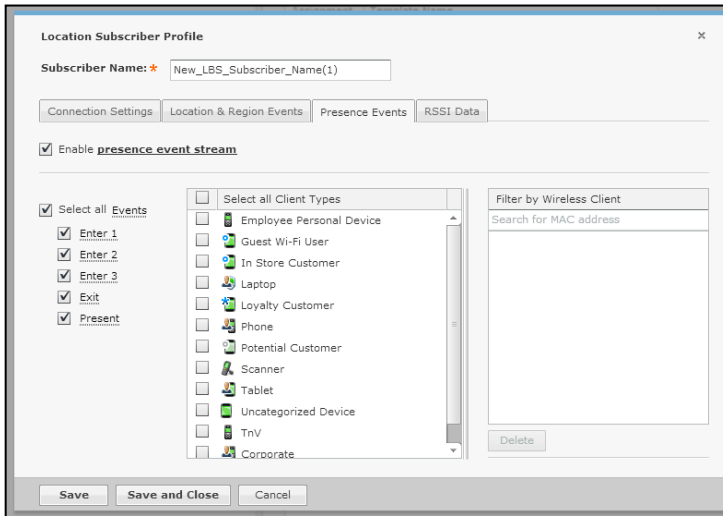 Assignment Template Name
Location Subscriber Profile
×
Subscriber Name:* New_LBS_Subscriber_Name(1)
Connection Settings
Location & Region Events
Presence Events
RSSI Data
Enable presence event stream
Select all Events
Enter 1
Enter 2
Enter 3
Exit
Present
Select all Client Types
Employee Personal Device
Guest Wi-Fi User
In Store Customer
Laptop
Loyalty Customer
Phone
Potential Customer
Scanner
Tablet
Uncategorized Device
TnV
Corporate
Filter by Wireless Client
Search for MAC address
Delete
Save
Save and Close
Cancel